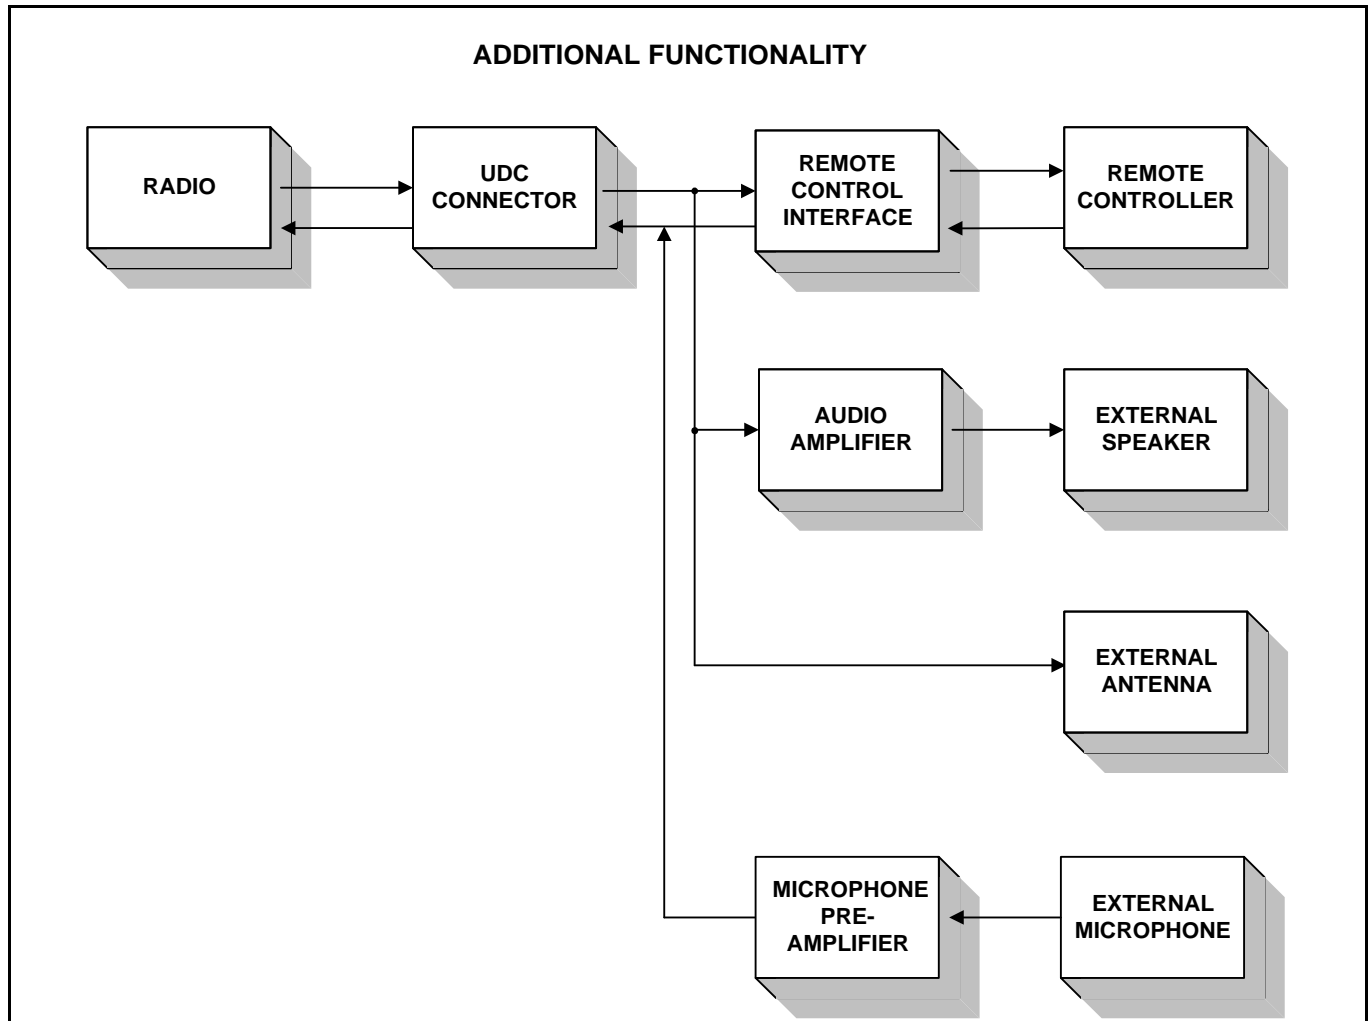 ADDITIONAL FUNCTIONALITY
RADIO
UDC
CONNECTOR
REMOTE
CONTROL
INTERFACE
REMOTE
CONTROLLER
AUDIO
AMPLIFIER
EXTERNAL
SPEAKER
EXTERNAL
ANTENNA
MICROPHONE
PRE-
AMPLIFIER
EXTERNAL
MICROPHONE